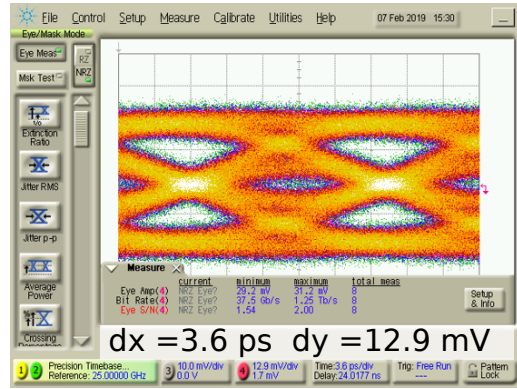 File Control Setup Measure Calibrate Utilities Help 07 Feb 2019 15:30
Eye/Mask Mode
Eye Meas
RZ
NRZ
Msk Test
Extinction Ratio
Jitter RMS
Jitter p-p
Average Power
Crossing Percentage
Measure
current minimum maximum total meas
Eye Amp(4) NRZ Eye? 29.2 mV 31.2 mV 8
Bit Rate(4) NRZ Eye? 37.5 Gb/s 1.25 Tb/s 8
Eye S/N(4) NRZ Eye? 1.54 2.00 8
Setup & Info
dx =3.6 ps dy =12.9 mV
1 2 Precision Timebase... Reference: 25.00000 GHz
3 10.0 mV/div 0.0 V
4 12.9 mV/div 1.7 mV
Time:3.6 ps/div Delay:24.0177 ns
Trig: Free Run ----
Pattern Lock